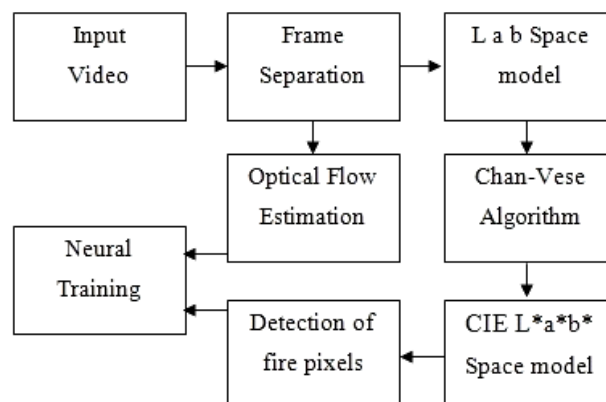 Input
Video
Frame
Separation
L a b Space
model
Optical Flow
Estimation
Chan-Vese
Algorithm
Neural
Training
Detection of
fire pixels
CIE L*a*b*
Space model